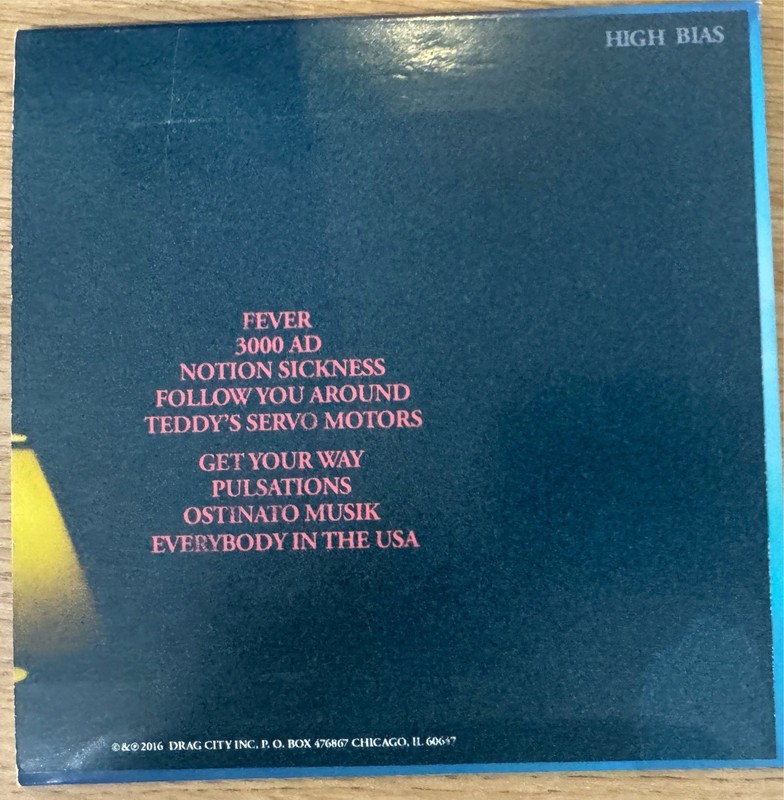 HIGH BIAS
FEVER
3000 AD
NOTION SICKNESS
FOLLOW YOU AROUND
TEDDY'S SERVO MOTORS
GET YOUR WAY
PULSATIONS
OSTINATO MUSIK
EVERYBODY IN THE USA
©&℗ 2016 DRAG CITY INC. P. O. BOX 476867 CHICAGO, IL 60647